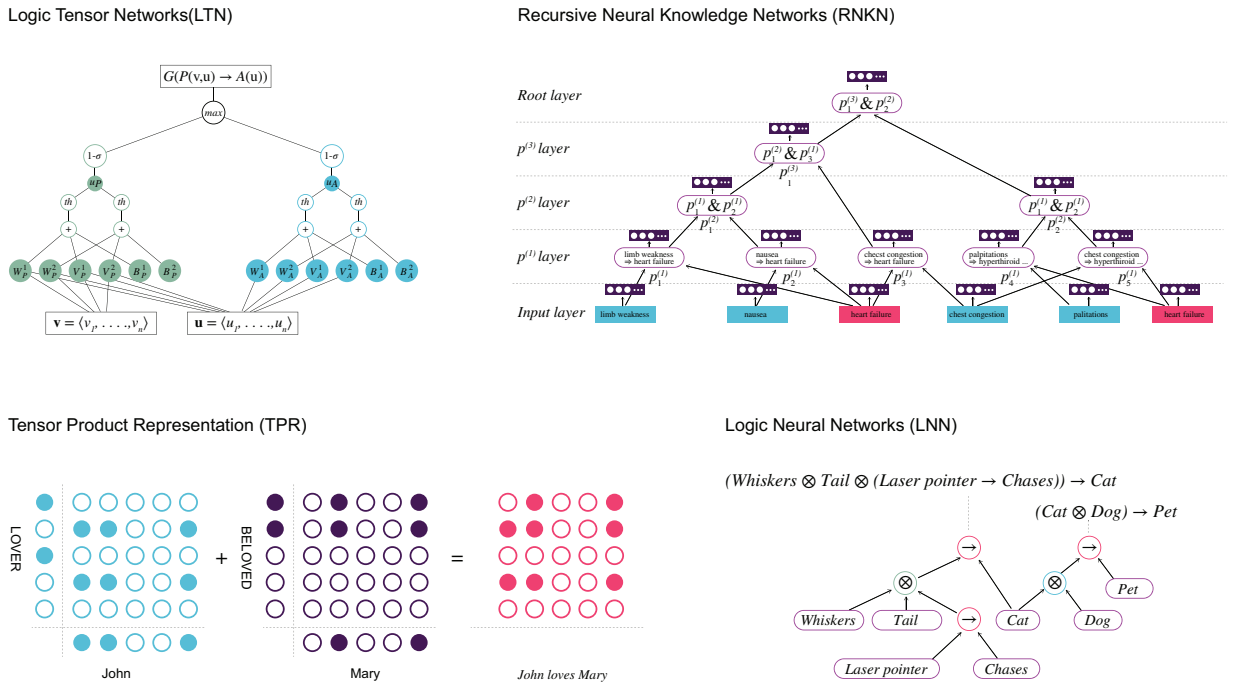 Logic Tensor Networks(LTN)
G(P(v,u) → A(u))
max
1-σ
1-σ
u_P
u_A
th
th
th
th
+
+
+
+
W_P^1
W_P^2
V_P^1
V_P^2
B_P^1
B_P^2
W_A^1
W_A^2
V_A^1
V_A^2
B_A^1
B_A^2
v = ⟨v_1, . . . .,v_n⟩
u = ⟨u_1, . . . .,u_n⟩
Recursive Neural Knowledge Networks (RNKN)
Root layer
p_1^(3) & p_2^(2)
p^(3) layer
p_1^(2) & p_3^(1)
p_1^(3)
p^(2) layer
p_1^(1) & p_2^(1)
p_1^(2)
p_1^(1) & p_2^(1)
p_2^(2)
p^(1) layer
limb weakness
⇒ heart failure
p_1^(1)
nausea
⇒ heart failure
p_2^(1)
checst congestion
⇒ heart failure
p_3^(1)
palpitations
⇒ hyperthiroid ...
p_4^(1)
chest congestion
⇒ hyperthiroid ...
p_5^(1)
Input layer
limb weakness
nausea
heart failure
chest congestion
palitations
heart failure
Tensor Product Representation (TPR)
LOVER
John
+
BELOVED
Mary
=
John loves Mary
Logic Neural Networks (LNN)
(Whiskers ⊗ Tail ⊗ (Laser pointer → Chases)) → Cat
(Cat ⊗ Dog) → Pet
→
→
⊗
⊗
Pet
Whiskers
Tail
→
Cat
Dog
Laser pointer
Chases